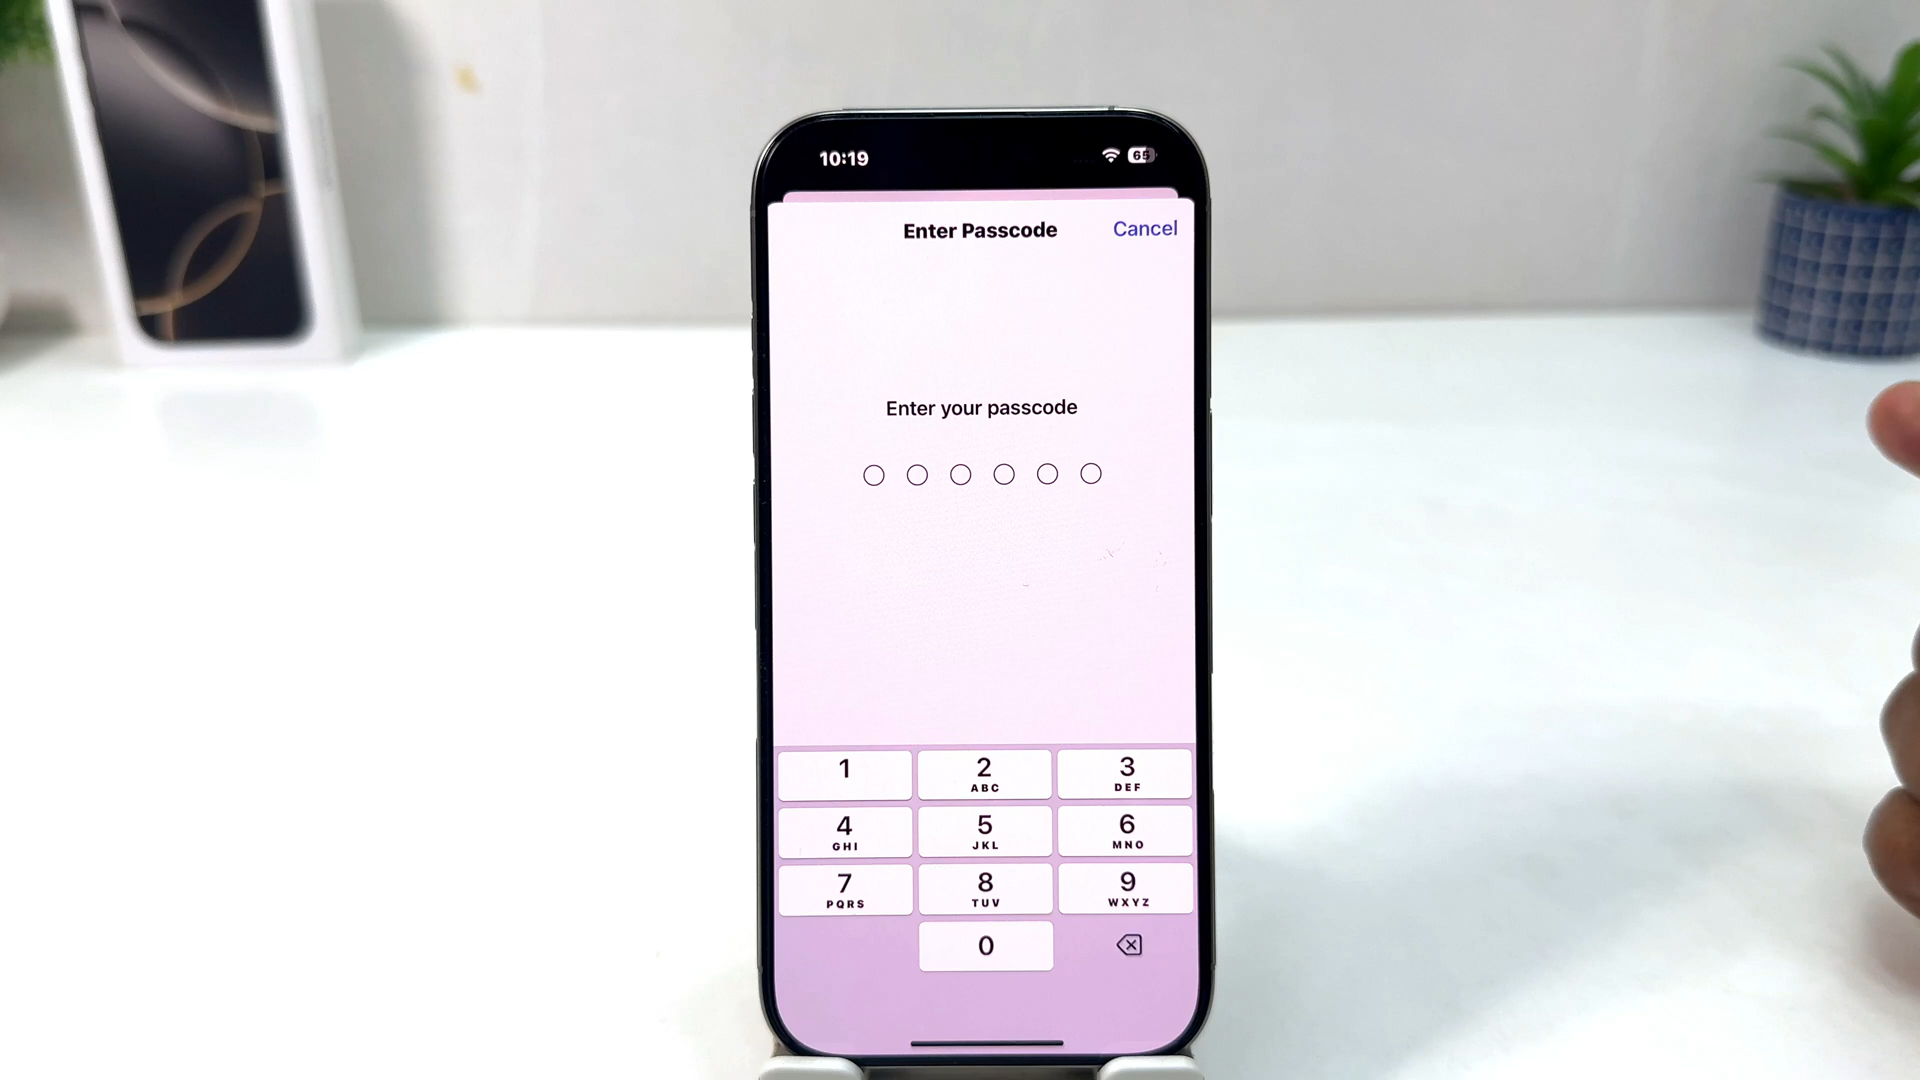 10:19
65
Enter Passcode
Cancel
Enter your passcode
1
2
ABC
3
DEF
4
GHI
5
JKL
6
MNO
7
PQRS
8
TUV
9
WXYZ
0